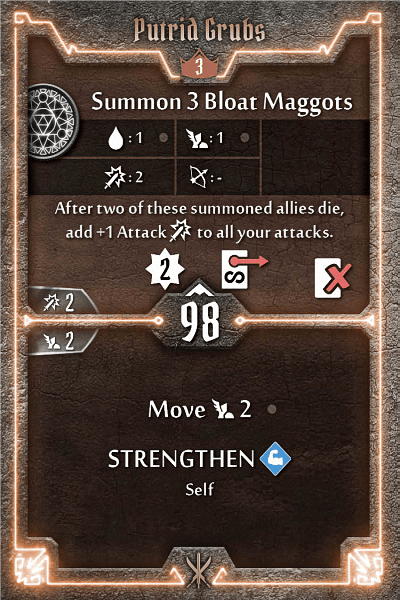 Putrid Grubs
3
Summon 3 Bloat Maggots
:1 :1
:2 :-
After two of these summoned allies die,
add +1 Attack to all your attacks.
2 S
2
98
2
Move 2
STRENGTHEN
Self